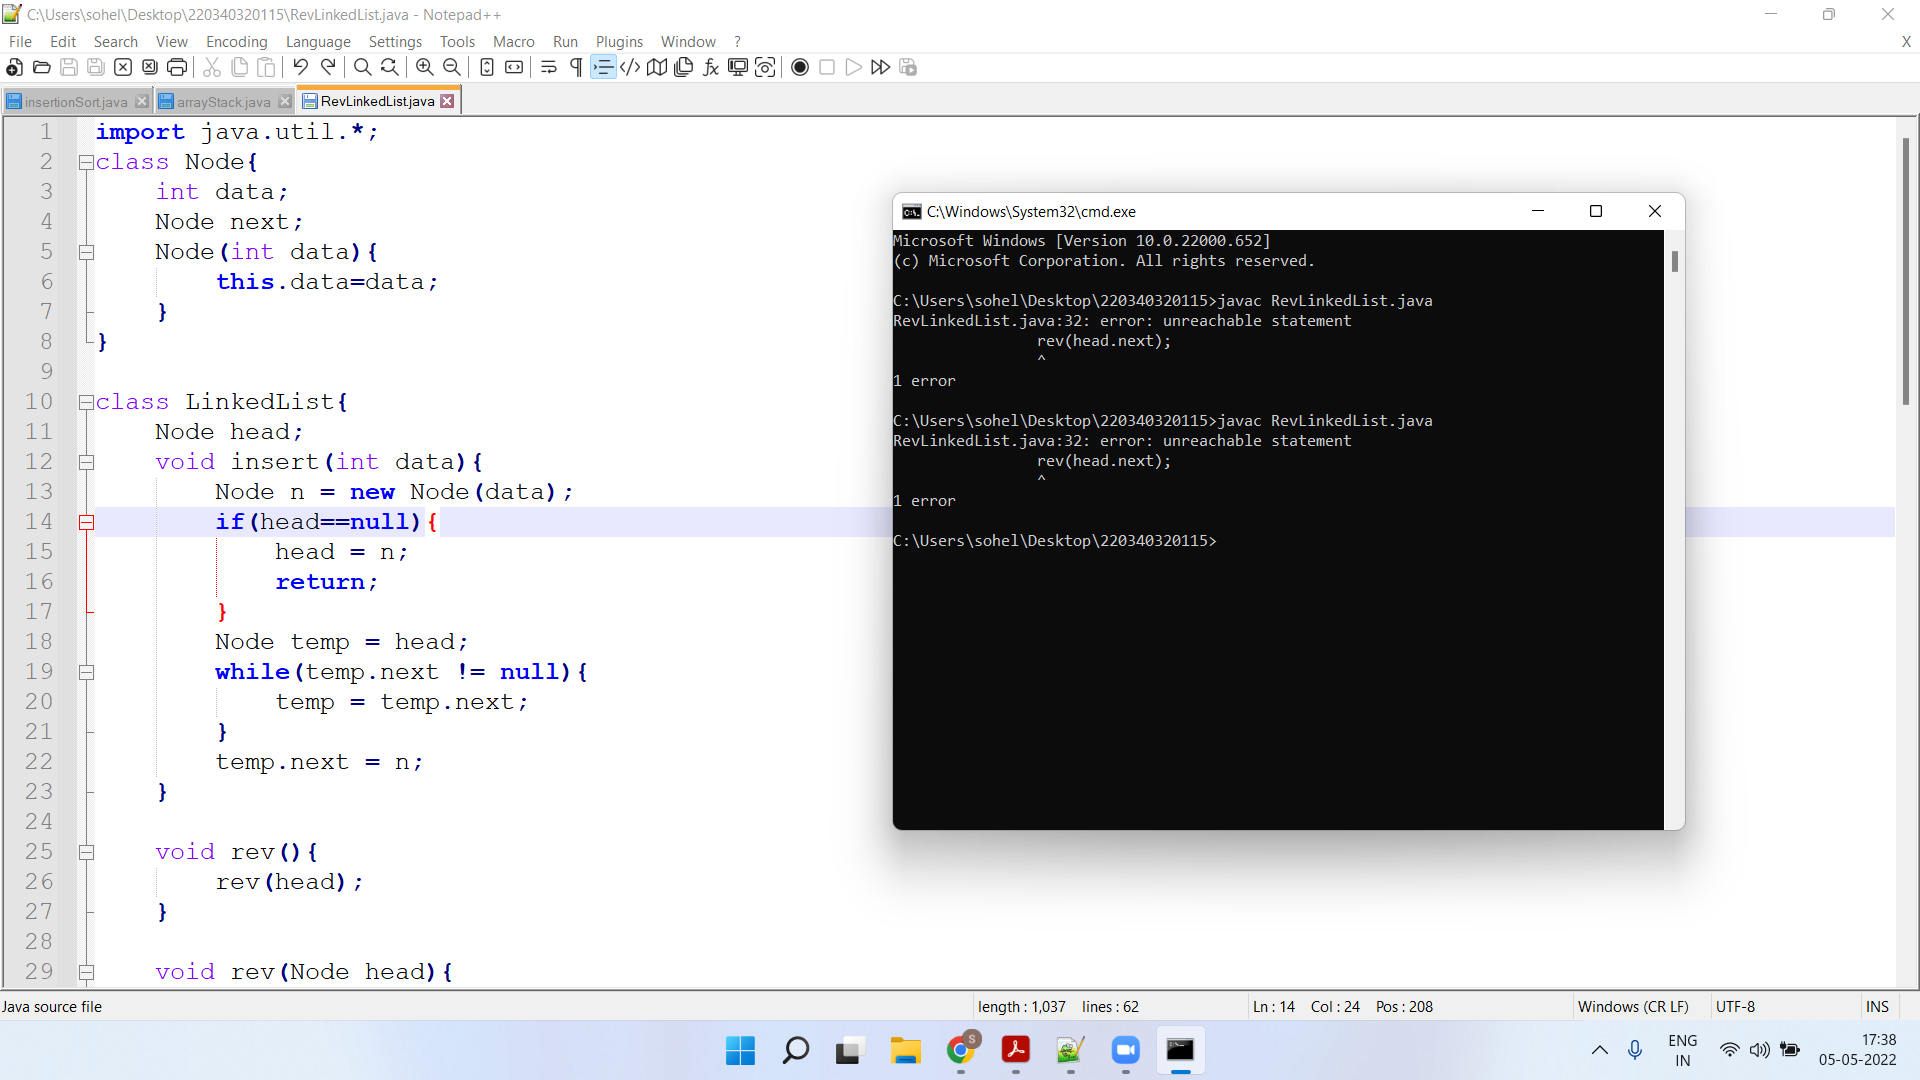 C:\Users\sohel\Desktop\220340320115\RevLinkedList.java - Notepad++
File Edit Search View Encoding Language Settings Tools Macro Run Plugins Window ? X
insertionSort.java arrayStack.java RevLinkedList.java
1 import java.util.*;
2 class Node{
3 int data;
4 Node next;
5 Node(int data){
6 this.data=data;
7 }
8 }
9
10 class LinkedList{
11 Node head;
12 void insert(int data){
13 Node n = new Node(data);
14 if(head==null){
15 head = n;
16 return;
17 }
18 Node temp = head;
19 while(temp.next != null){
20 temp = temp.next;
21 }
22 temp.next = n;
23 }
24
25 void rev(){
26 rev(head);
27 }
28
29 void rev(Node head){
C:\Windows\System32\cmd.exe
Microsoft Windows [Version 10.0.22000.652]
(c) Microsoft Corporation. All rights reserved.
C:\Users\sohel\Desktop\220340320115>javac RevLinkedList.java
RevLinkedList.java:32: error: unreachable statement
rev(head.next);
^
1 error
C:\Users\sohel\Desktop\220340320115>javac RevLinkedList.java
RevLinkedList.java:32: error: unreachable statement
rev(head.next);
^
1 error
C:\Users\sohel\Desktop\220340320115>
Java source file length : 1,037 lines : 62 Ln : 14 Col : 24 Pos : 208 Windows (CR LF) UTF-8 INS
S
ENG
IN
17:38
05-05-2022